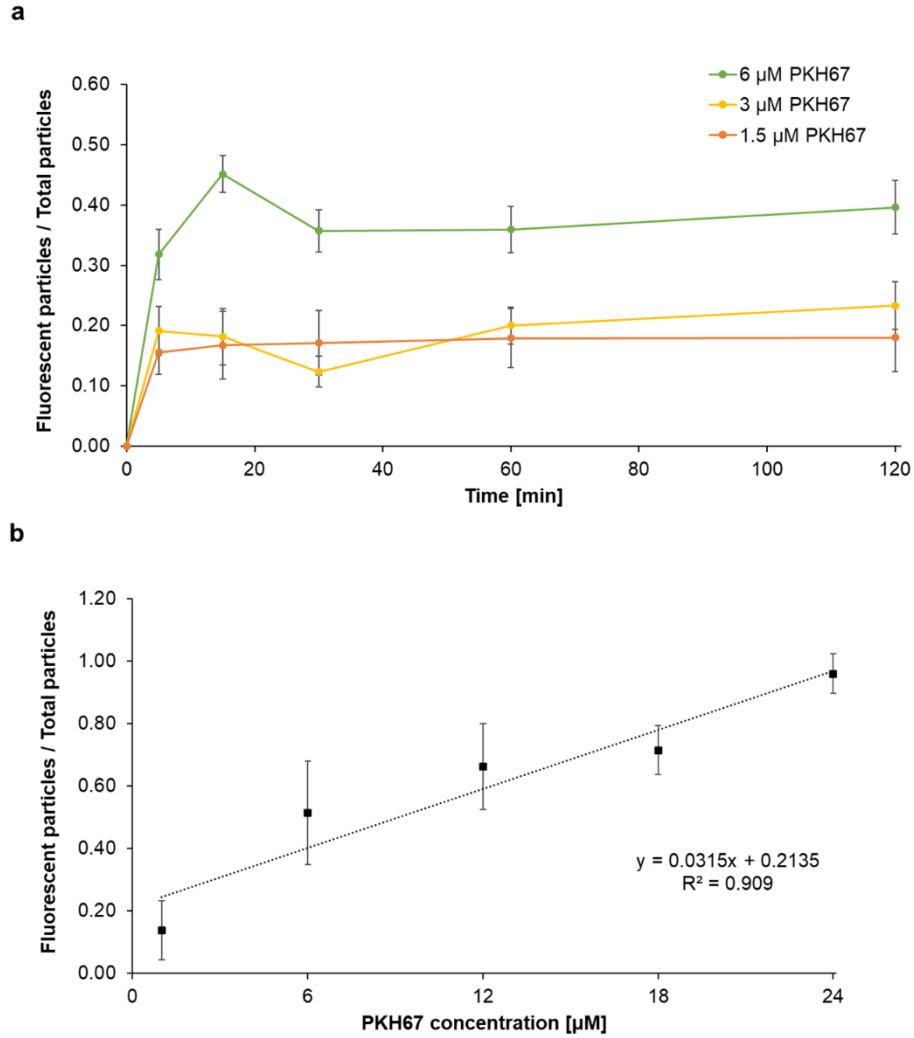 a
Fluorescent particles / Total particles
0.60
0.50
0.40
0.30
0.20
0.10
0.00
6 µM PKH67
3 µM PKH67
1.5 µM PKH67
0 20 40 60 80 100 120
Time [min]
b
Fluorescent particles / Total particles
1.20
1.00
0.80
0.60
0.40
0.20
0.00
y = 0.0315x + 0.2135
R² = 0.909
0 6 12 18 24
PKH67 concentration [µM]